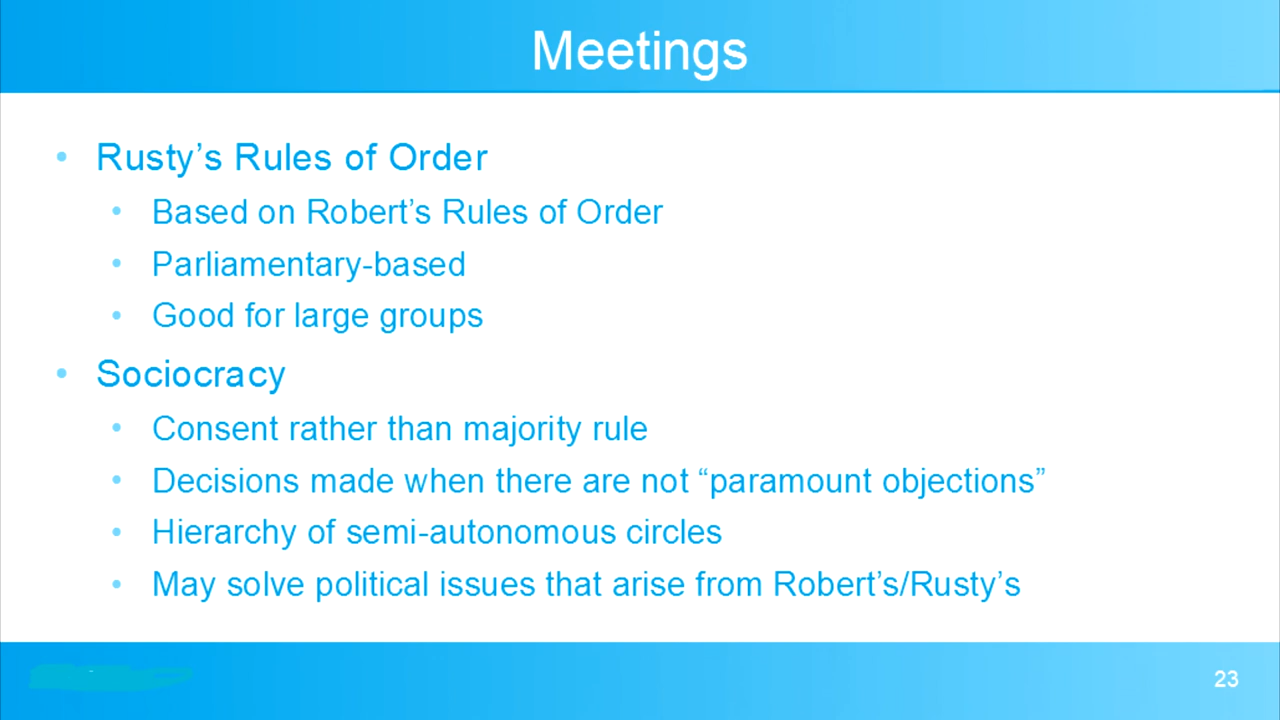 Meetings
• Rusty’s Rules of Order
• Based on Robert’s Rules of Order
• Parliamentary-based
• Good for large groups
• Sociocracy
• Consent rather than majority rule
• Decisions made when there are not “paramount objections”
• Hierarchy of semi-autonomous circles
• May solve political issues that arise from Robert’s/Rusty’s
23